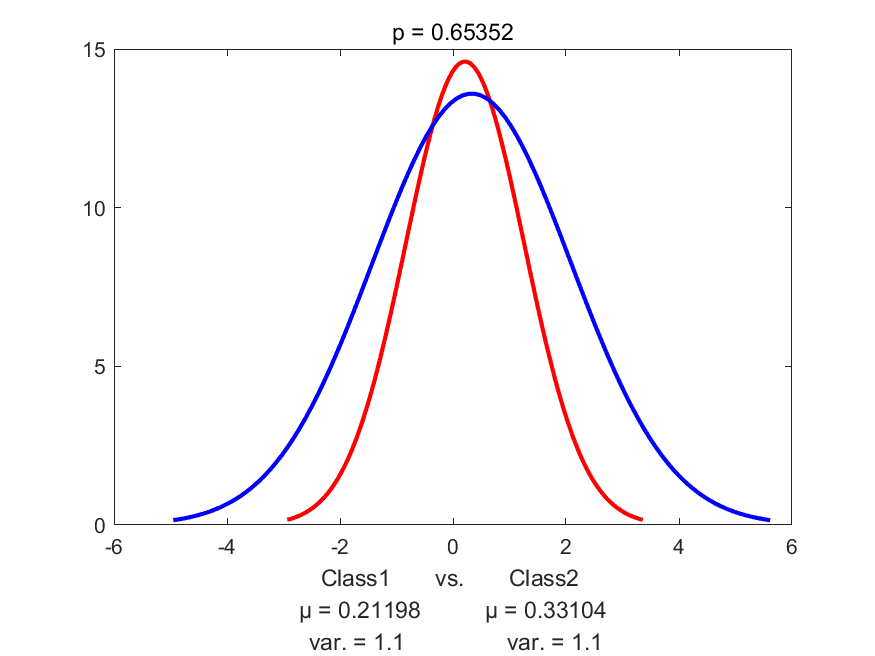 p = 0.65352
15
10
5
0
-6 -4 -2 0 2 4 6
Class1 vs. Class2
μ = 0.21198 μ = 0.33104
var. = 1.1 var. = 1.1